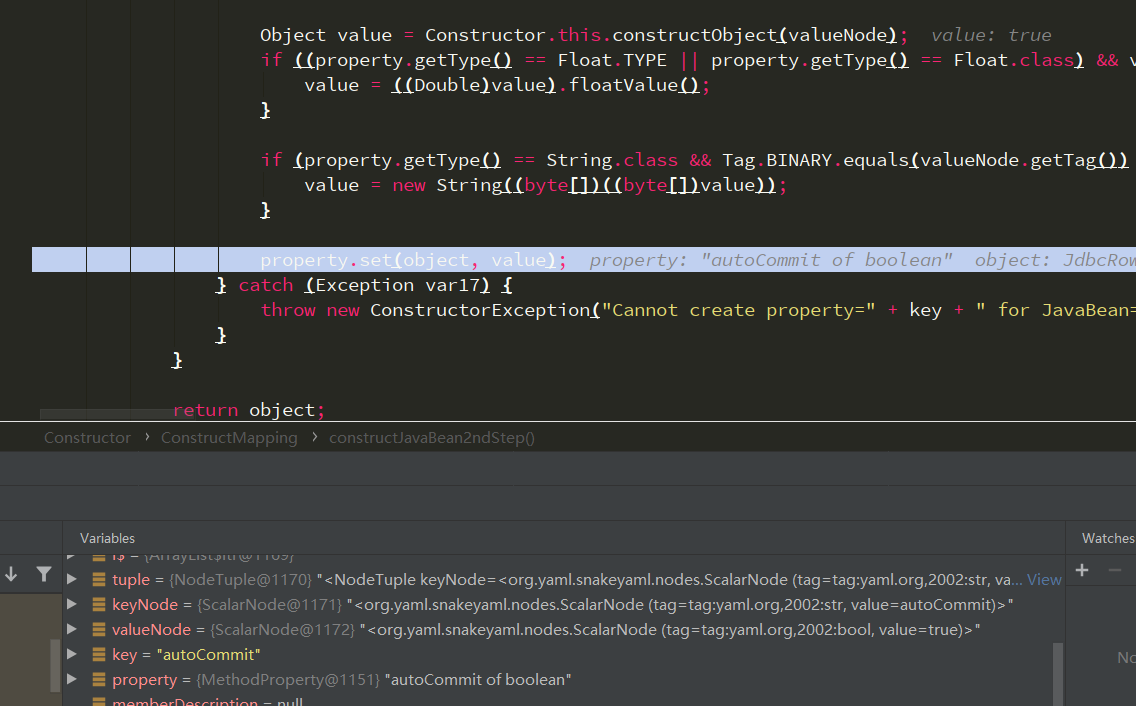 Object value = Constructor.this.constructObject(valueNode);  value: true
if ((property.getType() == Float.TYPE || property.getType() == Float.class) && v
value = ((Double)value).floatValue();
}
if (property.getType() == String.class && Tag.BINARY.equals(valueNode.getTag())
value = new String((byte[])((byte[])value));
}
property.set(object, value);  property: "autoCommit of boolean"  object: JdbcRow
} catch (Exception var17) {
throw new ConstructorException("Cannot create property=" + key + " for JavaBean=
}
}
return object;
Constructor › ConstructMapping › constructJavaBean2ndStep()
Variables
Watches
i$ = {ArrayList$Itr@1169}
tuple = {NodeTuple@1170} "<NodeTuple keyNode=<org.yaml.snakeyaml.nodes.ScalarNode (tag=tag:yaml.org,2002:str, va... View
keyNode = {ScalarNode@1171} "<org.yaml.snakeyaml.nodes.ScalarNode (tag=tag:yaml.org,2002:str, value=autoCommit)>"
valueNode = {ScalarNode@1172} "<org.yaml.snakeyaml.nodes.ScalarNode (tag=tag:yaml.org,2002:bool, value=true)>"
No
key = "autoCommit"
property = {MethodProperty@1151} "autoCommit of boolean"
memberDescription = null